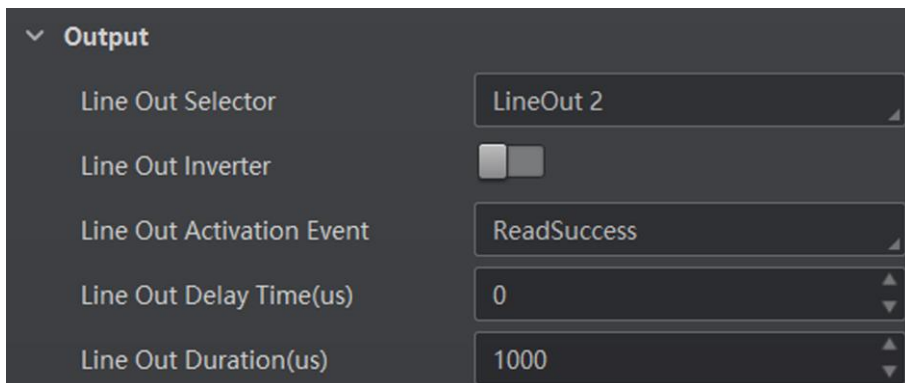 Output
Line Out Selector LineOut 2
Line Out Inverter
Line Out Activation Event ReadSuccess
Line Out Delay Time(us) 0
Line Out Duration(us) 1000